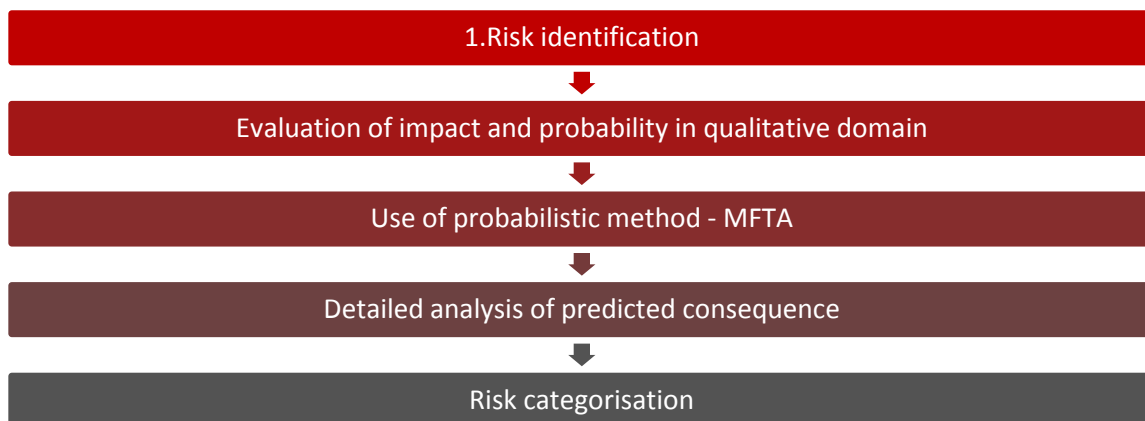 1.Risk identification
Evaluation of impact and probability in qualitative domain
Use of probabilistic method - MFTA
Detailed analysis of predicted consequence
Risk categorisation